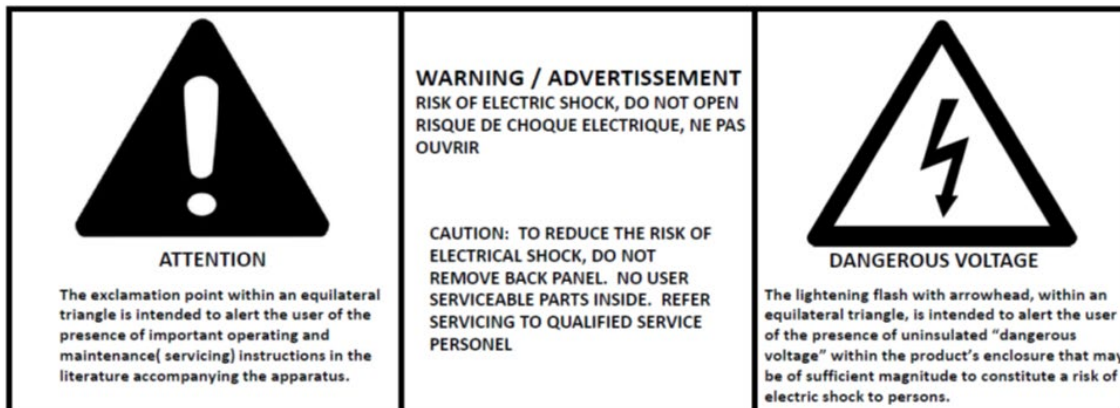 ATTENTION
The exclamation point within an equilateral
triangle is intended to alert the user of the
presence of important operating and
maintenance( servicing) instructions in the
literature accompanying the apparatus.
WARNING / ADVERTISSEMENT
RISK OF ELECTRIC SHOCK, DO NOT OPEN
RISQUE DE CHOQUE ELECTRIQUE, NE PAS
OUVRIR
CAUTION: TO REDUCE THE RISK OF
ELECTRICAL SHOCK, DO NOT
REMOVE BACK PANEL. NO USER
SERVICEABLE PARTS INSIDE. REFER
SERVICING TO QUALIFIED SERVICE
PERSONEL
DANGEROUS VOLTAGE
The lightening flash with arrowhead, within an
equilateral triangle, is intended to alert the user
of the presence of uninsulated “dangerous
voltage” within the product’s enclosure that may
be of sufficient magnitude to constitute a risk of
electric shock to persons.